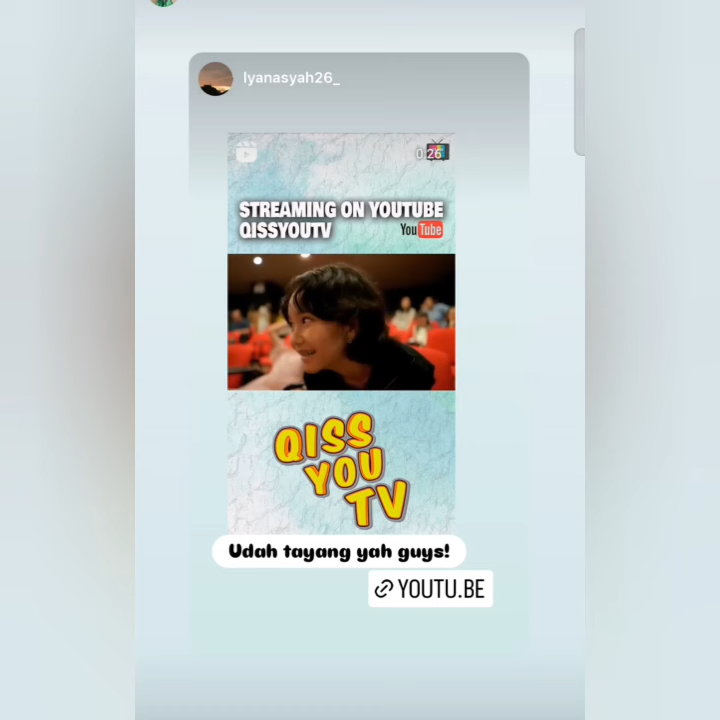 lyanasyah26_
0:26
STREAMING ON YOUTUBE
QISSYOUTV
YouTube
QISS
YOU
TV
Udah tayang yah guys!
YOUTU.BE